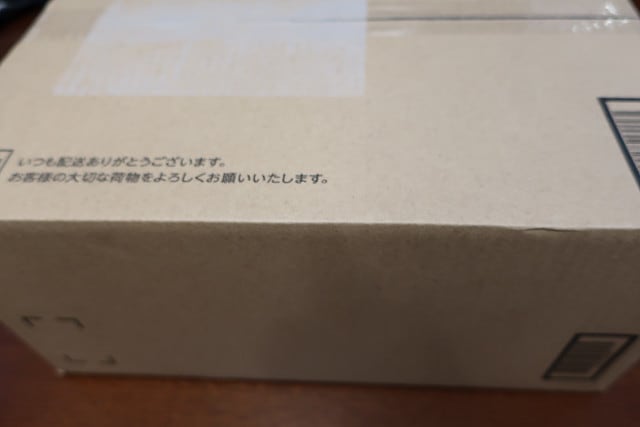 いつも配送ありがとうございます。
お客様の大切な荷物をよろしくお願いいたします。